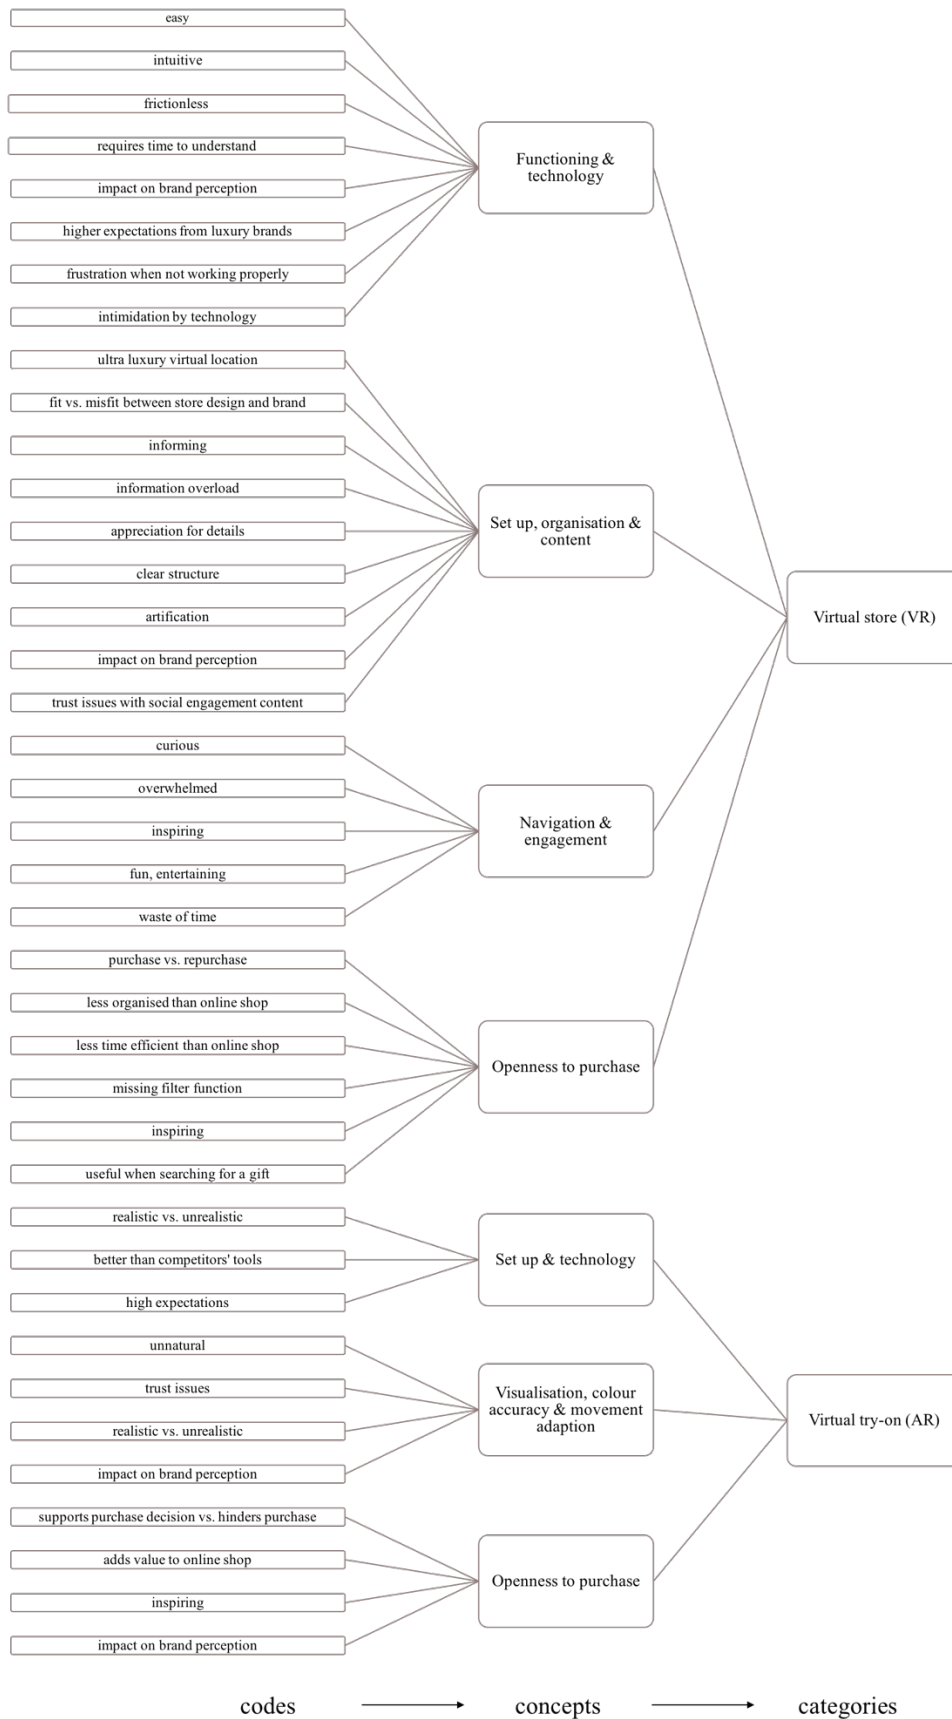 easy
intuitive
frictionless
requires time to understand
impact on brand perception
higher expectations from luxury brands
frustration when not working properly
intimidation by technology
Functioning &
technology
ultra luxury virtual location
fit vs. misfit between store design and brand
informing
information overload
appreciation for details
clear structure
artification
impact on brand perception
trust issues with social engagement content
Set up, organisation &
content
curious
overwhelmed
inspiring
fun, entertaining
waste of time
Navigation &
engagement
purchase vs. repurchase
less organised than online shop
less time efficient than online shop
missing filter function
inspiring
useful when searching for a gift
Openness to purchase
Virtual store (VR)
realistic vs. unrealistic
better than competitors' tools
high expectations
Set up & technology
unnatural
trust issues
realistic vs. unrealistic
impact on brand perception
Visualisation, colour
accuracy & movement
adaption
supports purchase decision vs. hinders purchase
adds value to online shop
inspiring
impact on brand perception
Openness to purchase
Virtual try-on (AR)
codes
concepts
categories